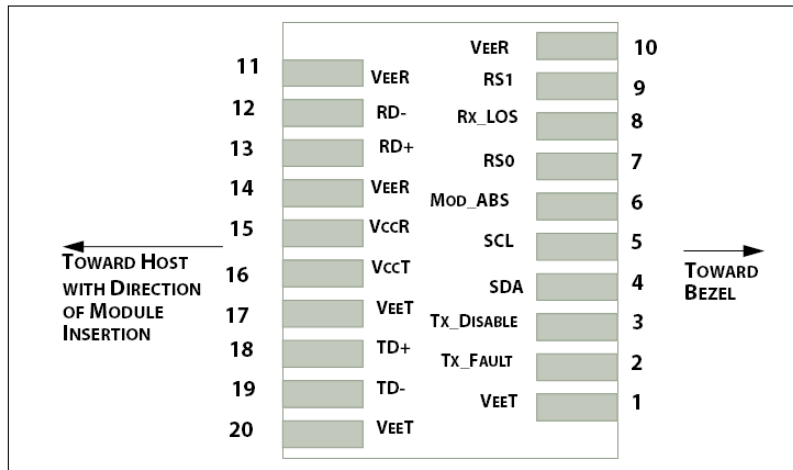 11 VEER
12 RD-
13 RD+
14 VEER
15 VCCR
16 VCCT
17 VEET
18 TD+
19 TD-
20 VEET
VEER 10
RS1 9
RX_LOS 8
RS0 7
MOD_ABS 6
SCL 5
SDA 4
TX_DISABLE 3
TX_FAULT 2
VEET 1
TOWARD HOST
WITH DIRECTION
OF MODULE
INSERTION
TOWARD
BEZEL